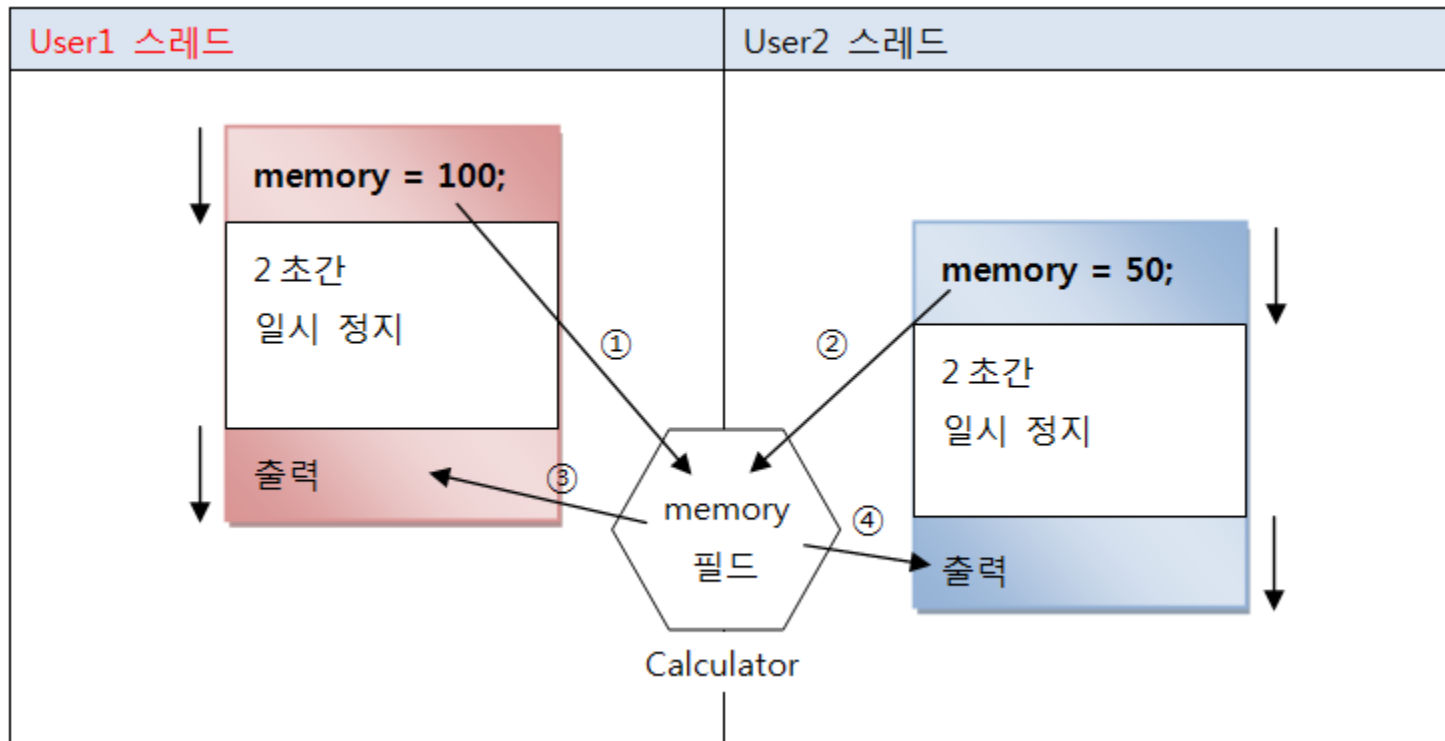 User1 스레드
User2 스레드
memory = 100;
2 초간
일시 정지
출력
memory = 50;
2 초간
일시 정지
출력
①
②
③
④
memory
필드
Calculator